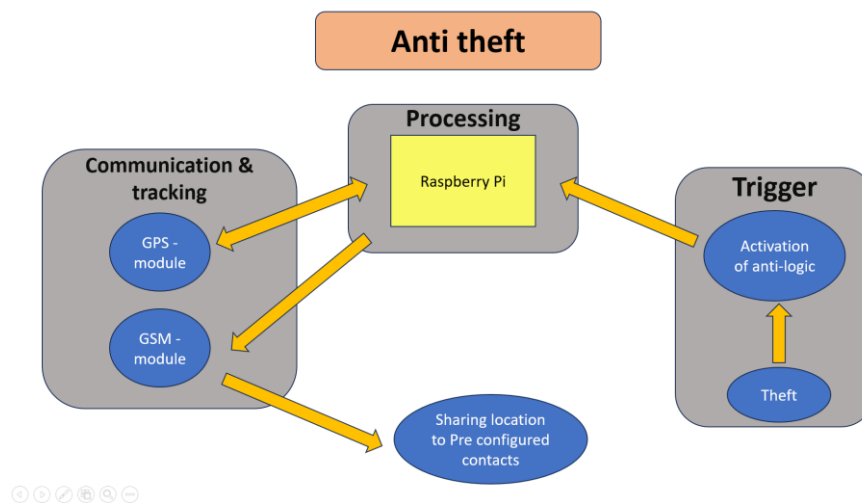 Anti theft
Processing
Raspberry Pi
Communication &
tracking
GPS -
module
GSM -
module
Trigger
Activation
of anti-logic
Theft
Sharing location
to Pre configured
contacts